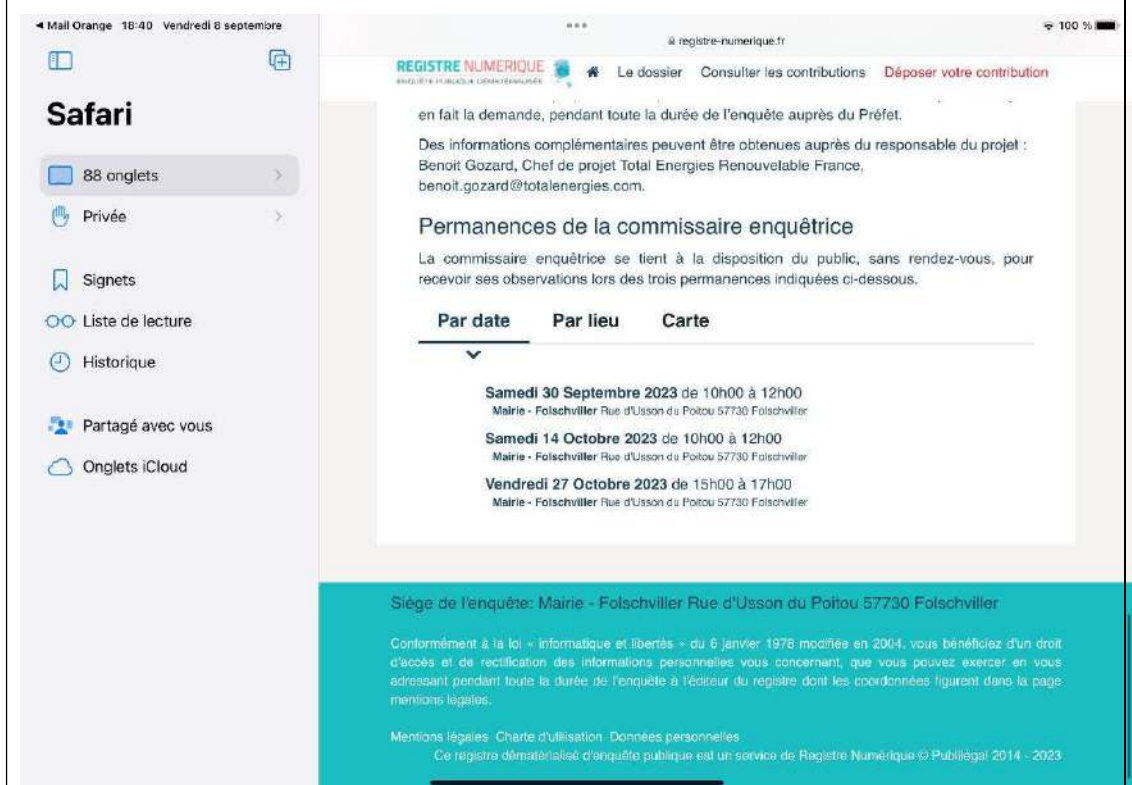 Mail Orange 18:40 Vendredi 8 septembre
100 %
registre-numerique.fr
Safari
88 onglets
Privée
Signets
Liste de lecture
Historique
Partagé avec vous
Onglets iCloud
REGISTRE NUMERIQUE Le dossier Consulter les contributions Déposer votre contribution
ENQUÊTE PUBLIQUE DÉMATÉRIALISÉE
en fait la demande, pendant toute la durée de l'enquête auprès du Préfet.
Des informations complémentaires peuvent être obtenues auprès du responsable du projet :
Benoit Gozard, Chef de projet Total Energies Renouvelable France,
benoit.gozard@totalenergies.com.
Permanences de la commissaire enquêtrice
La commissaire enquêtrice se tient à la disposition du public, sans rendez-vous, pour
recevoir ses observations lors des trois permanences indiquées ci-dessous.
Par date Par lieu Carte
Samedi 30 Septembre 2023 de 10h00 à 12h00
Mairie - Folschviller Rue d'Usson du Poitou 57730 Folschviller
Samedi 14 Octobre 2023 de 10h00 à 12h00
Mairie - Folschviller Rue d'Usson du Poitou 57730 Folschviller
Vendredi 27 Octobre 2023 de 15h00 à 17h00
Mairie - Folschviller Rue d'Usson du Poitou 57730 Folschviller
Siège de l'enquête: Mairie - Folschviller Rue d'Usson du Poitou 57730 Folschviller
Conformément à la loi « informatique et libertés » du 6 janvier 1978 modifiée en 2004, vous bénéficiez d'un droit
d'accès et de rectification des informations personnelles vous concernant, que vous pouvez exercer en vous
adressant pendant toute la durée de l'enquête à l'éditeur du registre dont les coordonnées figurent dans la page
mentions légales.
Mentions légales Charte d'utilisation Données personnelles
Ce registre dématérialisé d'enquête publique est un service de Registre Numérique © Publilégal 2014 - 2023